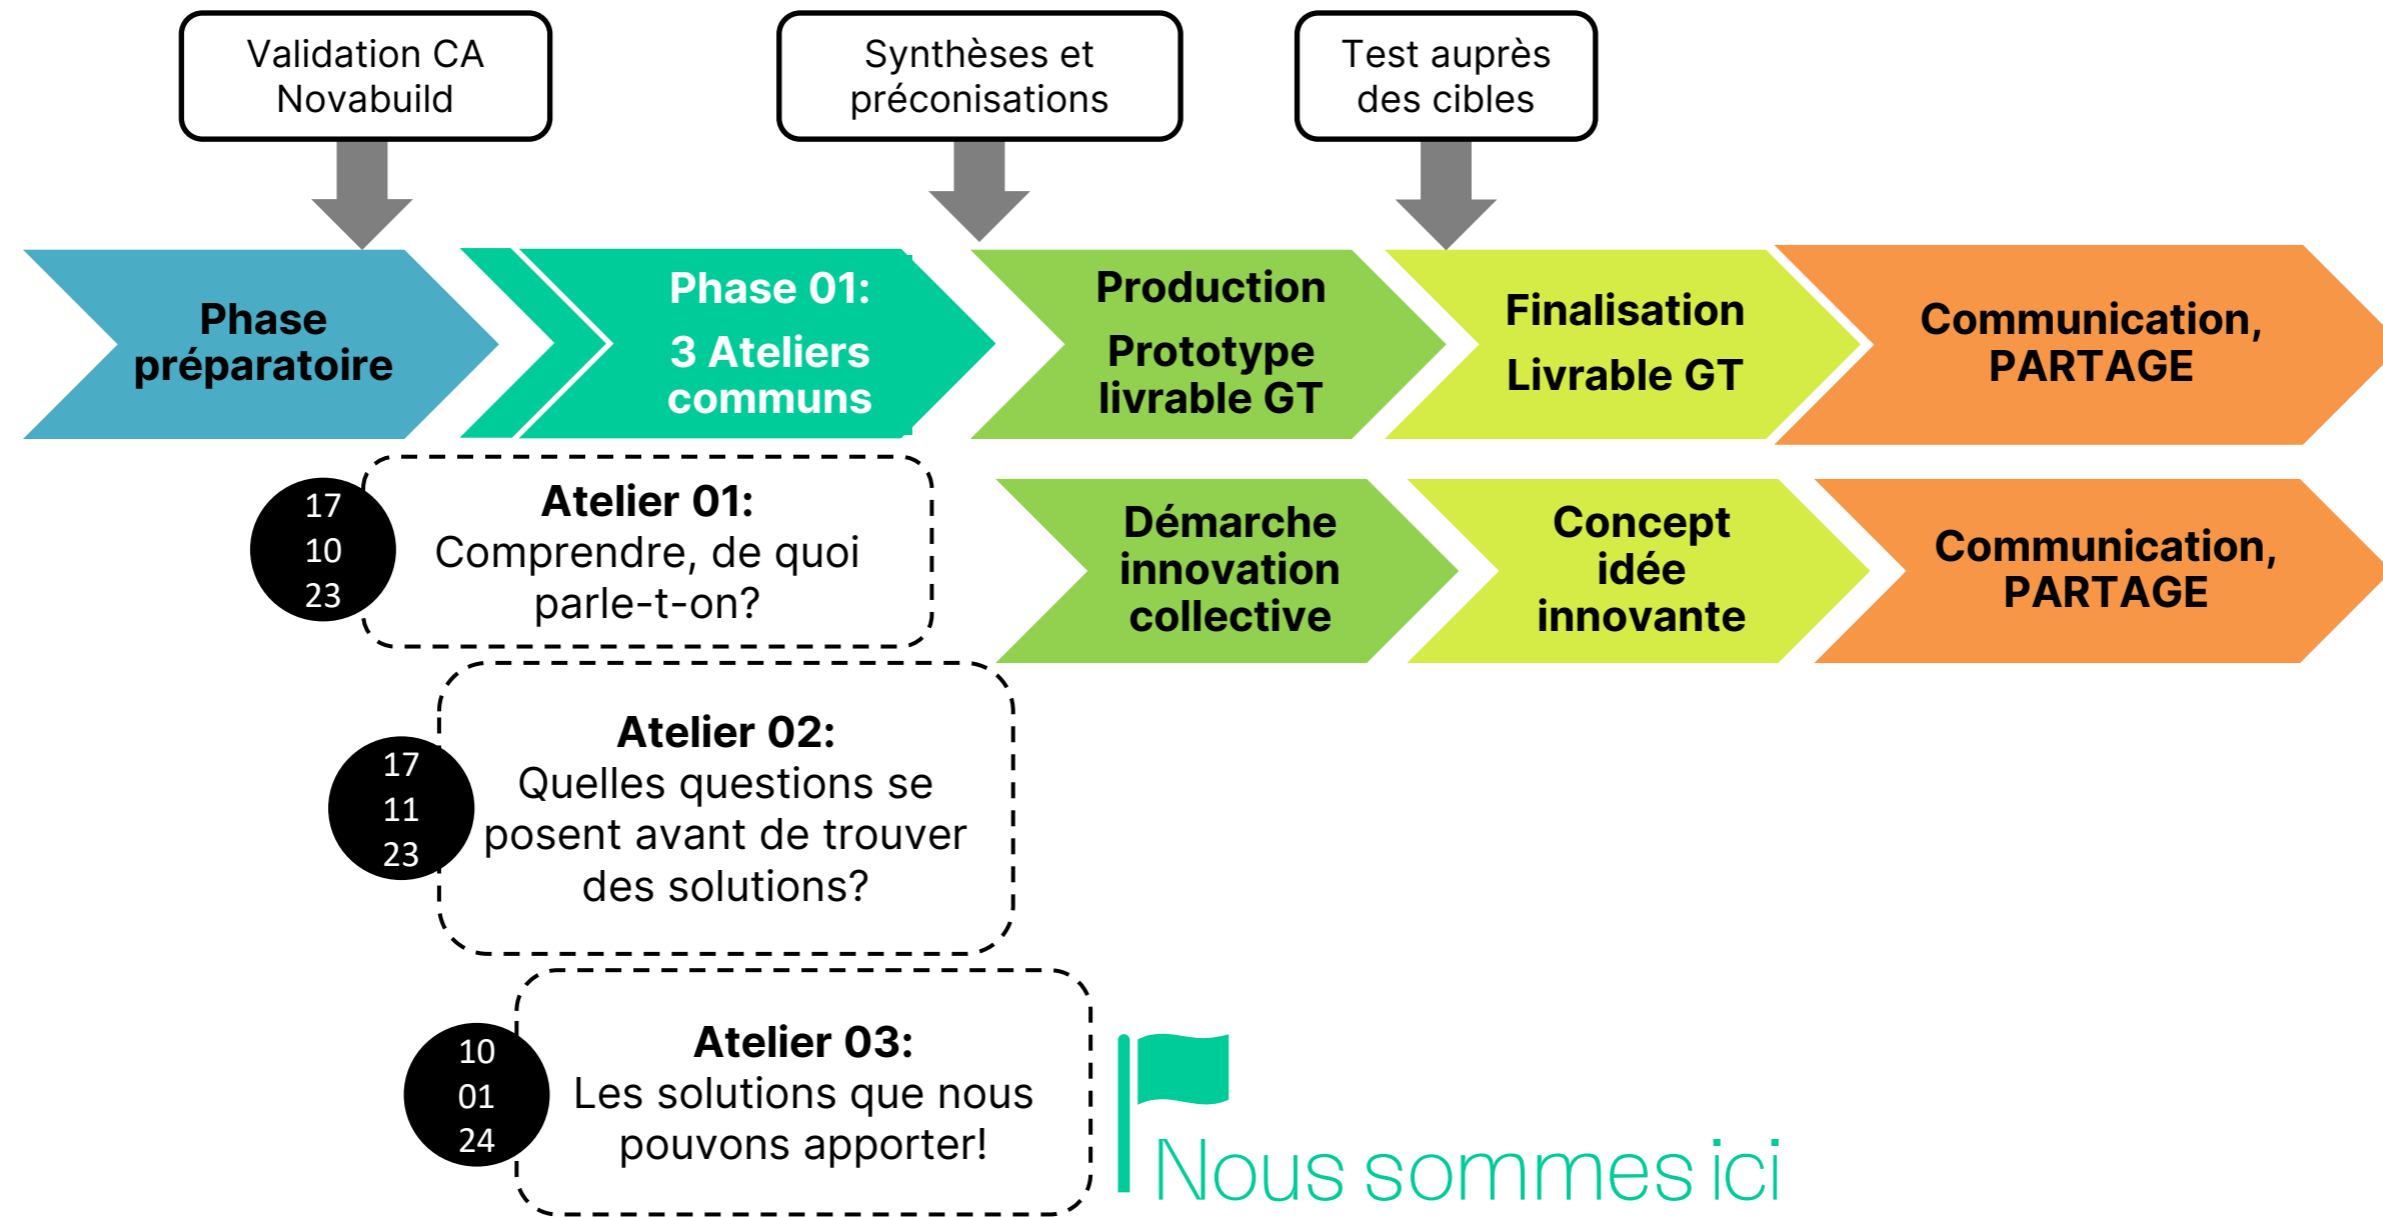 Validation CA
Novabuild
Synthèses et
préconisations
Test auprès
des cibles
Phase
préparatoire
Phase 01:
3 Ateliers
communs
Production
Prototype
livrable GT
Finalisation
Livrable GT
Communication,
PARTAGE
17
10
23
Atelier 01:
Comprendre, de quoi
parle-t-on?
Démarche
innovation
collective
Concept
idée
innovante
Communication,
PARTAGE
17
11
23
Atelier 02:
Quelles questions se
posent avant de trouver
des solutions?
10
01
24
Atelier 03:
Les solutions que nous
pouvons apporter!
Nous sommes ici